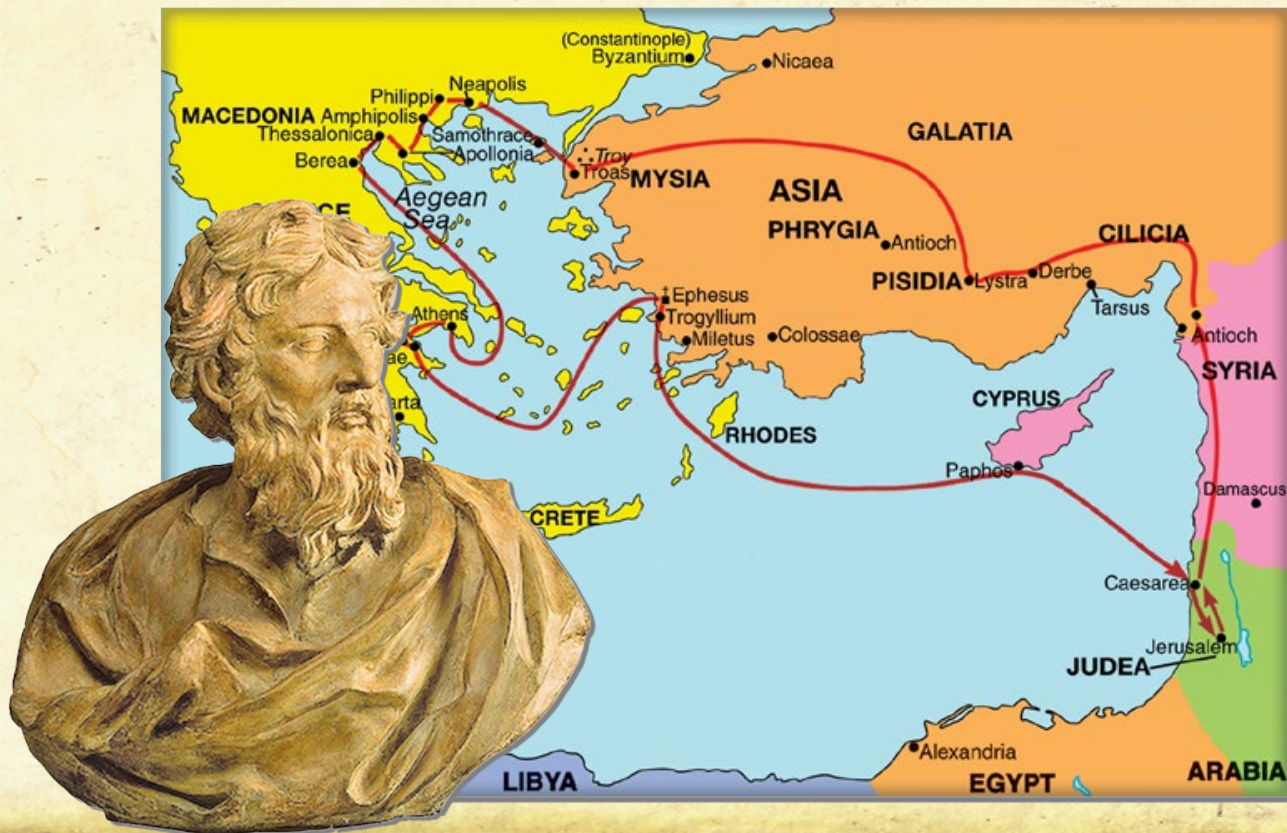 (Constantinople)
Byzantium
Nicaea
Neapolis
Philippi
MACEDONIA
Amphipolis
Thessalonica
Samothrace
Apollonia
Berea
Troy
Troas
MYSIA
GALATIA
ASIA
Aegean
Sea
PHRYGIA
Antioch
CILICIA
PISIDIA
Lystra
Derbe
Tarsus
Ephesus
Trogyllium
Miletus
Colossae
Athens
Antioch
SYRIA
CYPRUS
RHODES
Paphos
Damascus
CRETE
Caesarea
Jerusalem
JUDEA
Alexandria
LIBYA
EGYPT
ARABIA